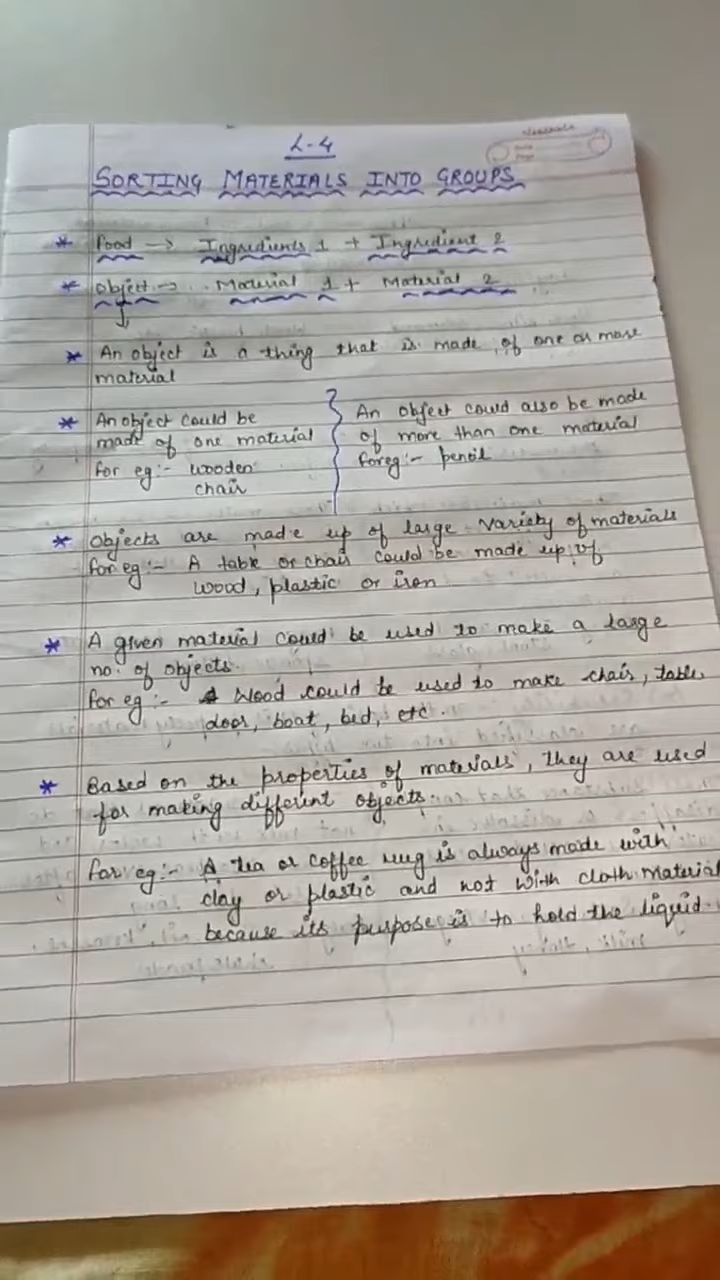 L-4
SORTING MATERIALS INTO GROUPS
* Food → Ingredients 1 + Ingredient 2
* Object → Material 1 + Material 2
* An object is a thing that is made of one or more
material
* An object could be
made of one material
for eg:- wooden
chair
An object could also be made
of more than one material
for eg:- pencil
* Objects are made up of large variety of materials
for eg:- A table or chair could be made up of
wood, plastic or iron
* A given material could be used to make a large
no. of objects.
for eg:- Wood could be used to make chair, table,
door, boat, bed, etc.
* Based on the properties of materials, they are used
for making different objects.
for eg:- A tea or coffee mug is always made with
clay or plastic and not with cloth material
because its purpose is to hold the liquid.